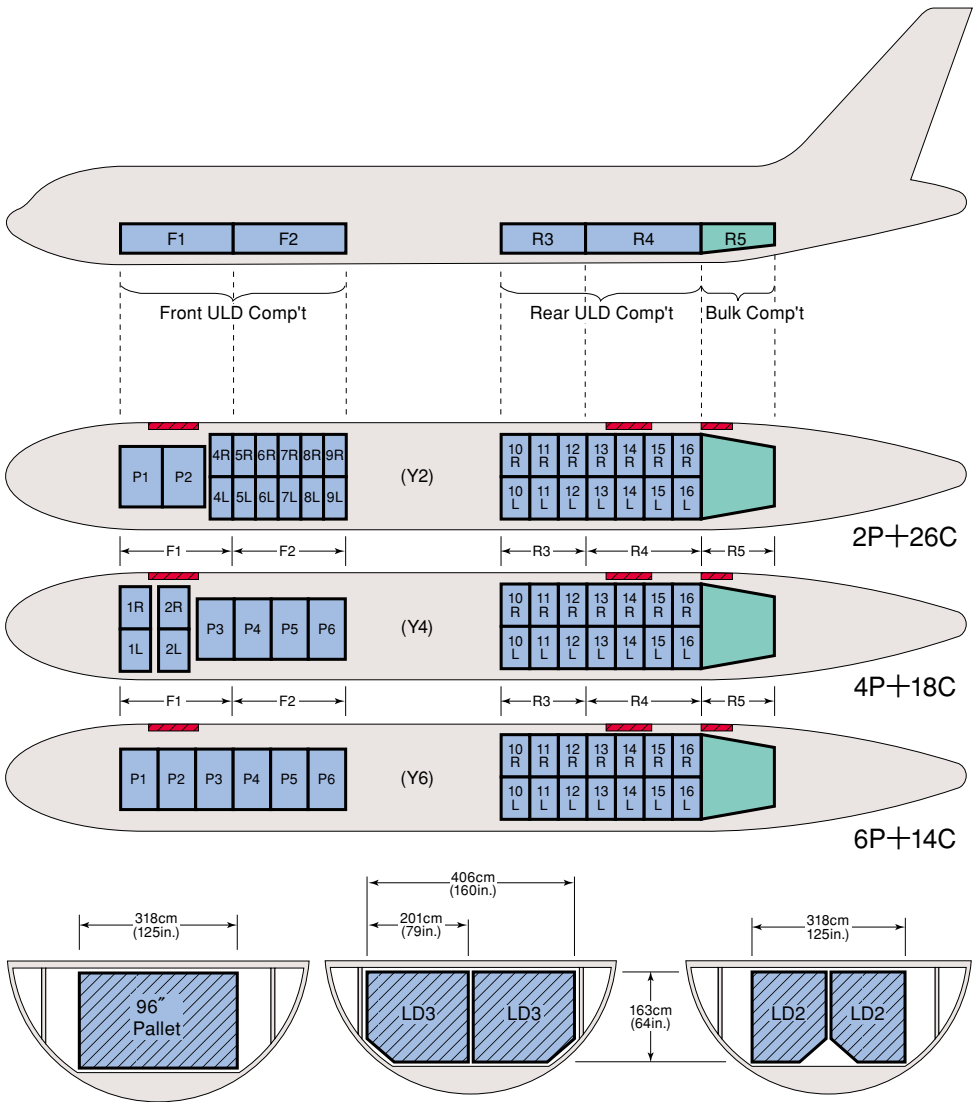 F1 F2 R3 R4 R5
Front ULD Comp't Rear ULD Comp't Bulk Comp't
P1 P2 4R 5R 6R 7R 8R 9R
4L 5L 6L 7L 8L 9L
(Y2)
10 11 12 13 14 15 16
R R R R R R R
10 11 12 13 14 15 16
L L L L L L L
2P+26C
F1 F2 R3 R4 R5
1R 2R
1L 2L
P3 P4 P5 P6
(Y4)
10 11 12 13 14 15 16
R R R R R R R
10 11 12 13 14 15 16
L L L L L L L
4P+18C
F1 F2 R3 R4 R5
P1 P2 P3 P4 P5 P6
(Y6)
10 11 12 13 14 15 16
R R R R R R R
10 11 12 13 14 15 16
L L L L L L L
6P+14C
318cm
(125in.)
96″
Pallet
406cm
(160in.)
201cm
(79in.)
LD3 LD3
163cm
(64in.)
318cm
125in.)
LD2 LD2